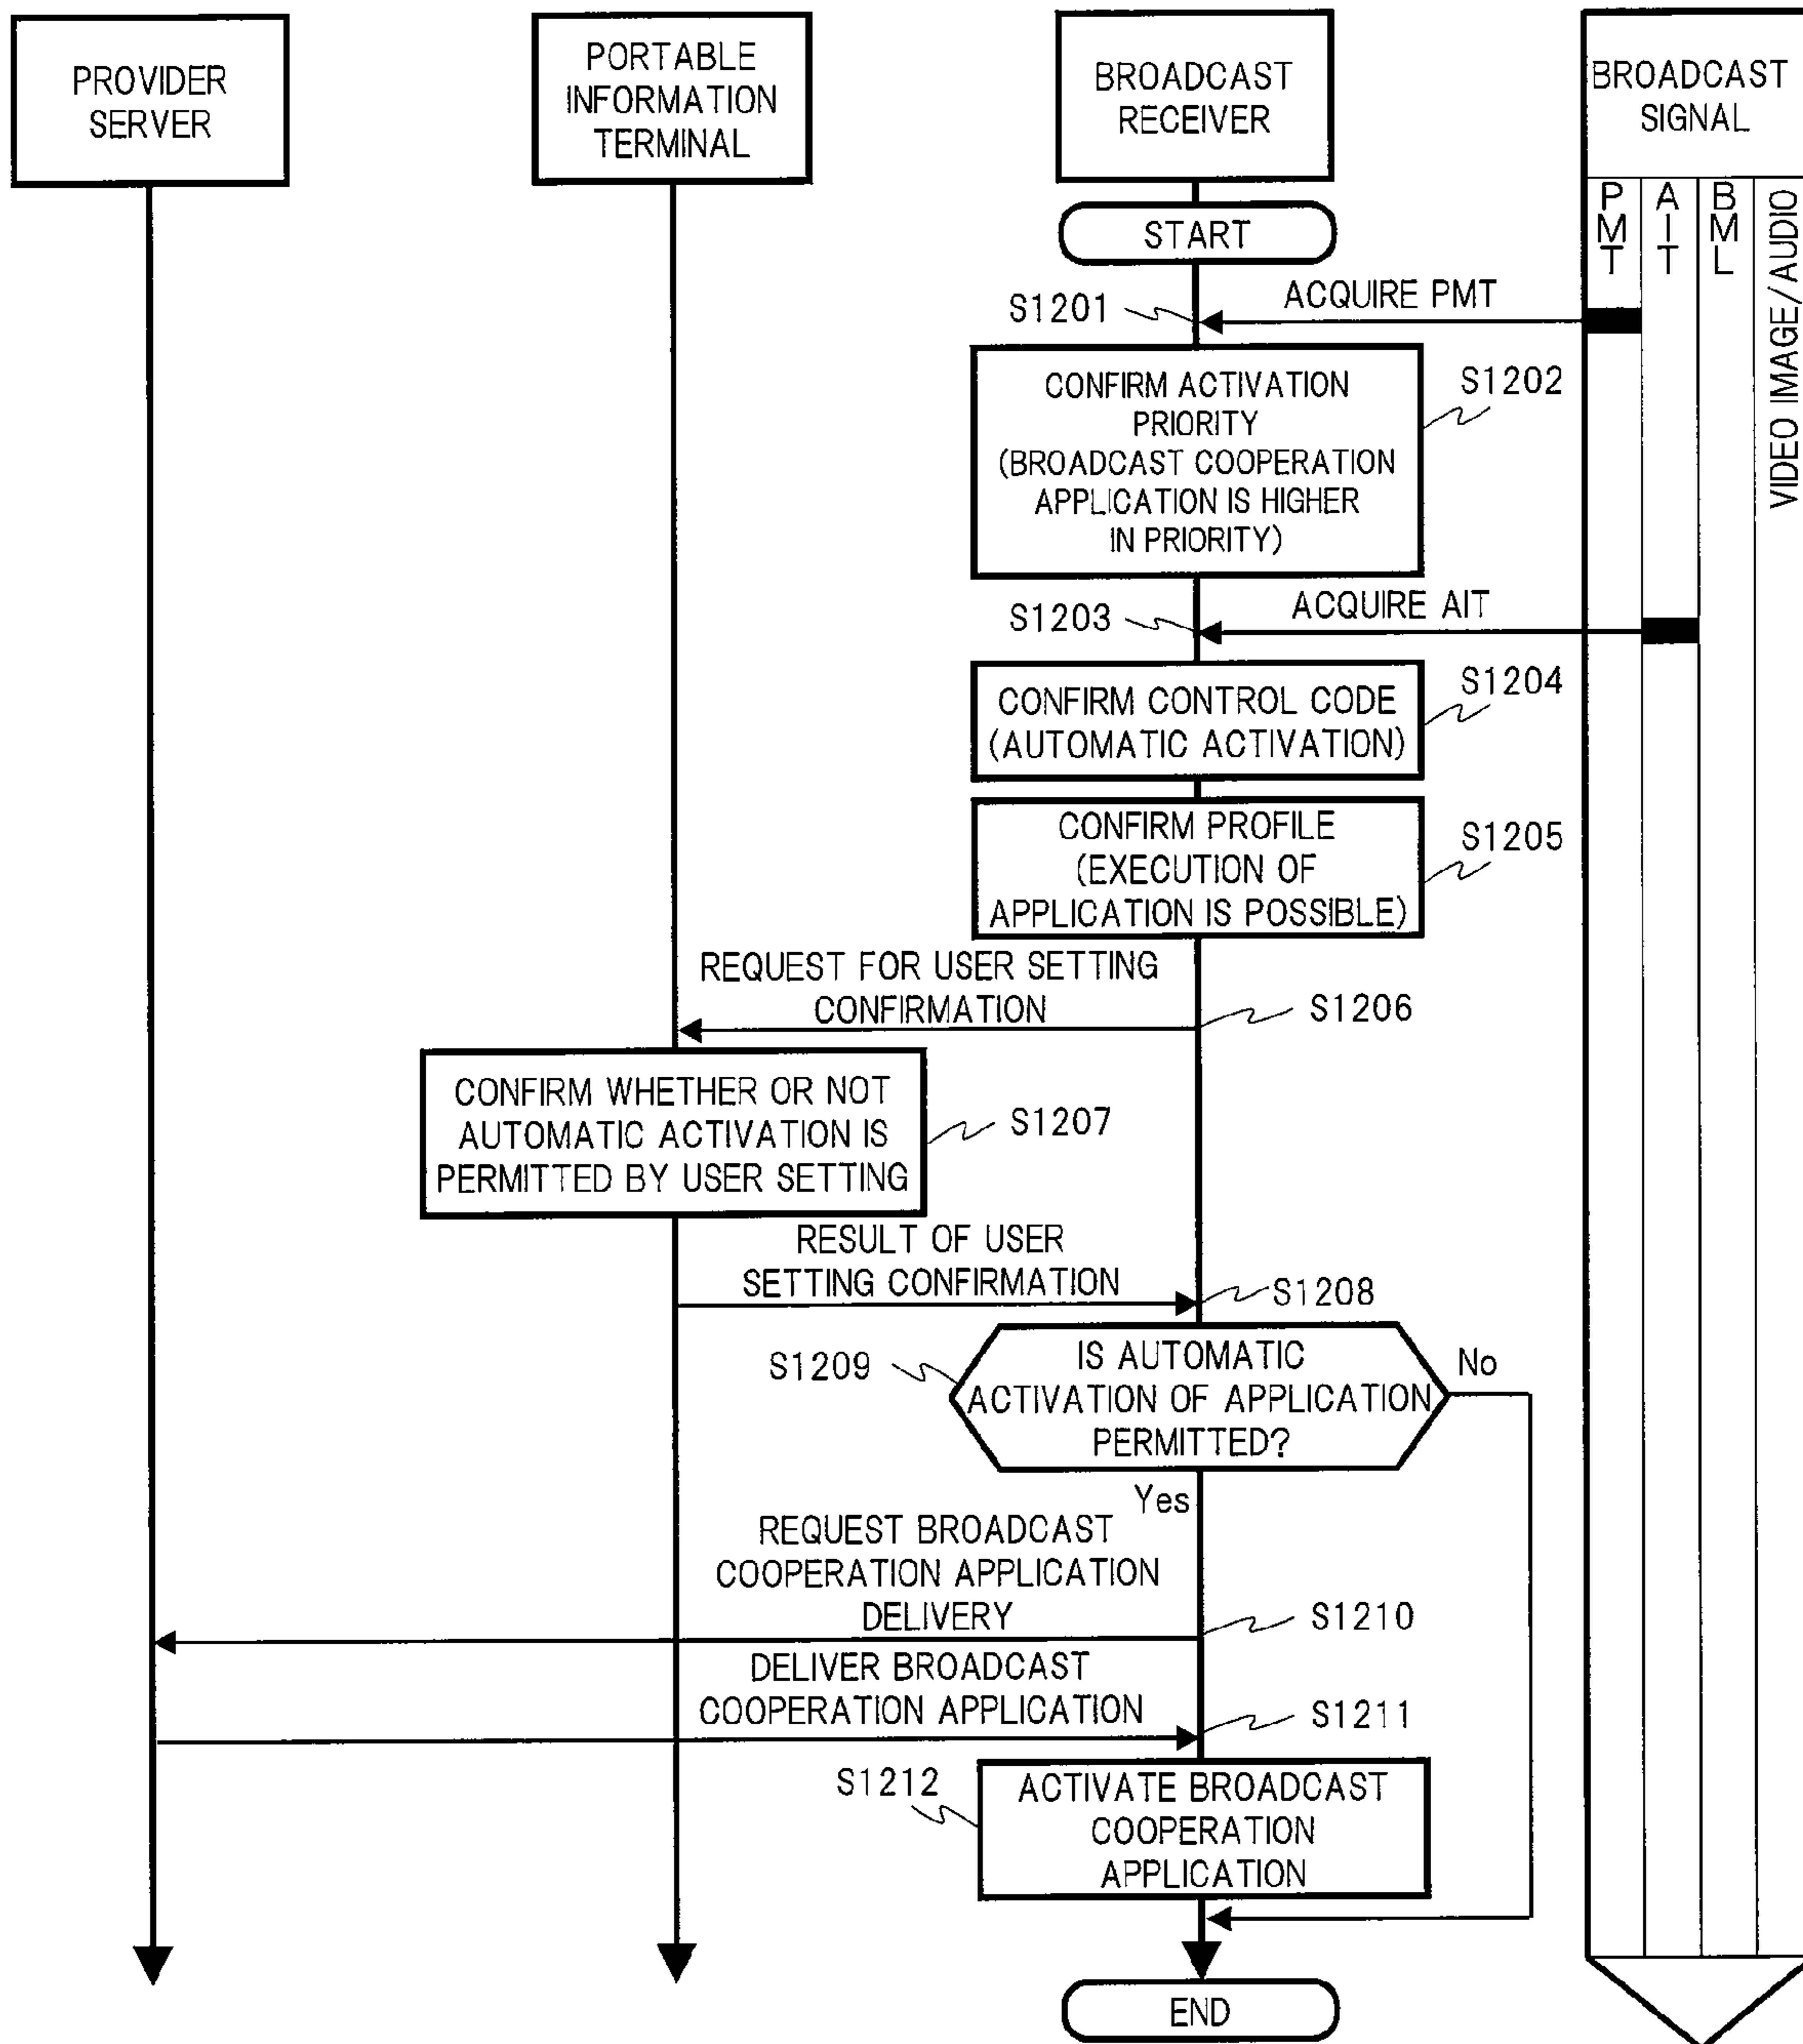 PROVIDER
SERVER
PORTABLE
INFORMATION
TERMINAL
BROADCAST
RECEIVER
BROADCAST
SIGNAL
PMT
AIT
BML
VIDEO IMAGE/AUDIO
START
S1201
ACQUIRE PMT
CONFIRM ACTIVATION
PRIORITY
(BROADCAST COOPERATION
APPLICATION IS HIGHER
IN PRIORITY)
S1202
S1203
ACQUIRE AIT
CONFIRM CONTROL CODE
(AUTOMATIC ACTIVATION)
S1204
CONFIRM PROFILE
(EXECUTION OF
APPLICATION IS POSSIBLE)
S1205
REQUEST FOR USER SETTING
CONFIRMATION
S1206
CONFIRM WHETHER OR NOT
AUTOMATIC ACTIVATION IS
PERMITTED BY USER SETTING
S1207
RESULT OF USER
SETTING CONFIRMATION
S1208
S1209
IS AUTOMATIC
ACTIVATION OF APPLICATION
PERMITTED?
No
Yes
REQUEST BROADCAST
COOPERATION APPLICATION
DELIVERY
S1210
DELIVER BROADCAST
COOPERATION APPLICATION
S1211
S1212
ACTIVATE BROADCAST
COOPERATION
APPLICATION
END